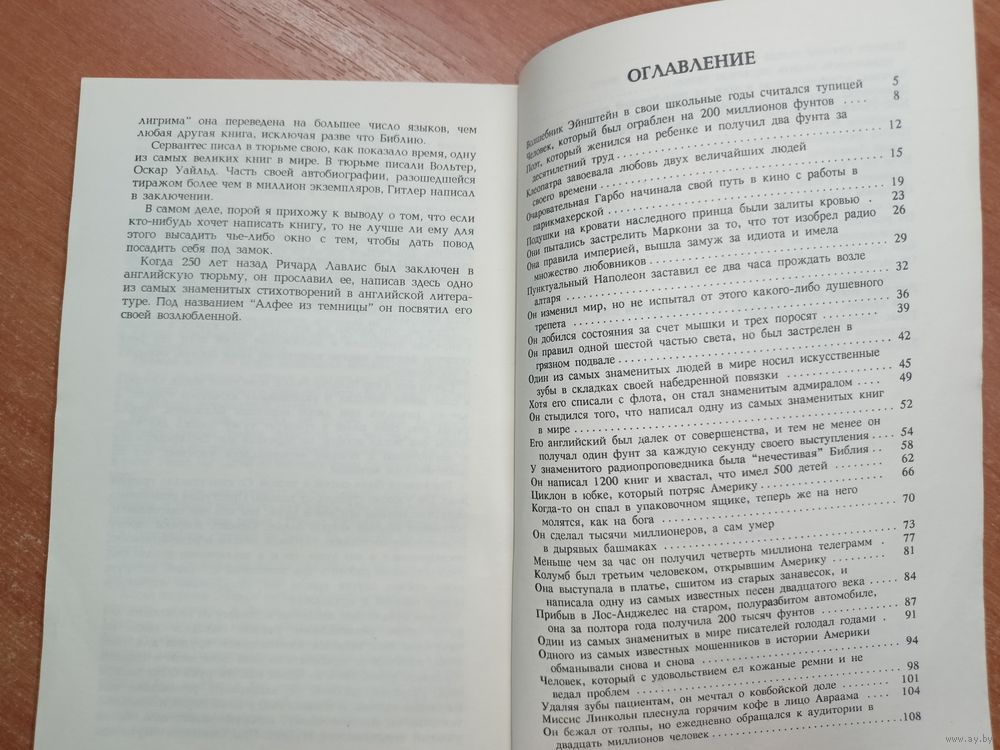 лигрима” она переведена на большее число языков, чем
любая другая книга, исключая разве что Библию.
Сервантес писал в тюрьме свою, как показало время, одну
из самых великих книг в мире. В тюрьме писали Вольтер,
Оскар Уайльд. Часть своей автобиографии, разошедшейся
тиражом более чем в миллион экземпляров, Гитлер написал
в заключении.
В самом деле, порой я прихожу к выводу о том, что если
кто-нибудь хочет написать книгу, то не лучше ли ему для
этого высадить чье-либо окно с тем, чтобы дать повод
посадить себя под замок.
Когда 250 лет назад Ричард Лавлис был заключен в
английскую тюрьму, он прославил ее, написав здесь одно
из самых знаменитых стихотворений в английской литера-
туре. Под названием “Алфее из темницы” он посвятил его
своей возлюбленной.
ОГЛАВЛЕНИЕ
Волшебник Эйнштейн в свои школьные годы считался тупицей 5
Человек, который был ограблен на 200 миллионов фунтов .... 8
Поэт, который женился на ребенке и получил два фунта за
десятилетний труд .................... 12
Клеопатра завоевала любовь двух величайших людей
своего времени .................... 15
Очаровательная Гарбо начинала свой путь в кино с работы в
парикмахерской .................... 19
Подушки на кровати наследного принца были залиты кровью . 23
Они пытались застрелить Маркони за то, что тот изобрел радио 26
Она правила империей, вышла замуж за идиота и имела
множество любовников .................... 29
Пунктуальный Наполеон заставил ее два часа прождать возле
алтаря .................... 32
Он изменил мир, но не испытал от этого какого-либо душевного
трепета .................... 36
Он добился состояния за счет мышки и трех поросят ........ 39
Он правил одной шестой частью света, но был застрелен в
грязном подвале .................... 42
Один из самых знаменитых людей в мире носил искусственные
зубы в складках своей набедренной повязки .......... 45
Хотя его списали с флота, он стал знаменитым адмиралом .... 49
Он стыдился того, что написал одну из самых знаменитых книг
в мире .................... 52
Его английский был далек от совершенства, и тем не менее он
получал один фунт за каждую секунду своего выступления .... 54
У знаменитого радиопроповедника была “нечестивая” Библия .. 58
Он написал 1200 книг и хвастал, что имел 500 детей ........ 62
Циклон в юбке, который потряс Америку .................... 66
Когда-то он спал в упаковочном ящике, теперь же на него
молятся, как на бога .................... 70
Он сделал тысячи миллионеров, а сам умер
в дырявых башмаках .................... 73
Меньше чем за час он получил четверть миллиона телеграмм . 77
Колумб был третьим человеком, открывшим Америку ........ 81
Она выступала в платье, сшитом из старых занавесок, и
написала одну из самых известных песен двадцатого века ..... 84
Прибыв в Лос-Анджелес на старом, полуразбитом автомобиле,
она за полтора года получила 200 тысяч фунтов .......... 87
Один из самых знаменитых в мире писателей голодал годами . 91
Одного из самых известных мошенников в истории Америки
обманывали снова и снова .................... 94
Человек, который с удовольствием ел кожаные ремни и не
ведал проблем .................... 98
Удаляя зубы пациентам, он мечтал о ковбойской доле ..... 101
Миссис Линкольн плеснула горячим кофе в лицо Авраама .... 104
Он бежал от толпы, но ежедневно обращался к аудитории в
двадцать миллионов человек .................... 108
www.ay.by